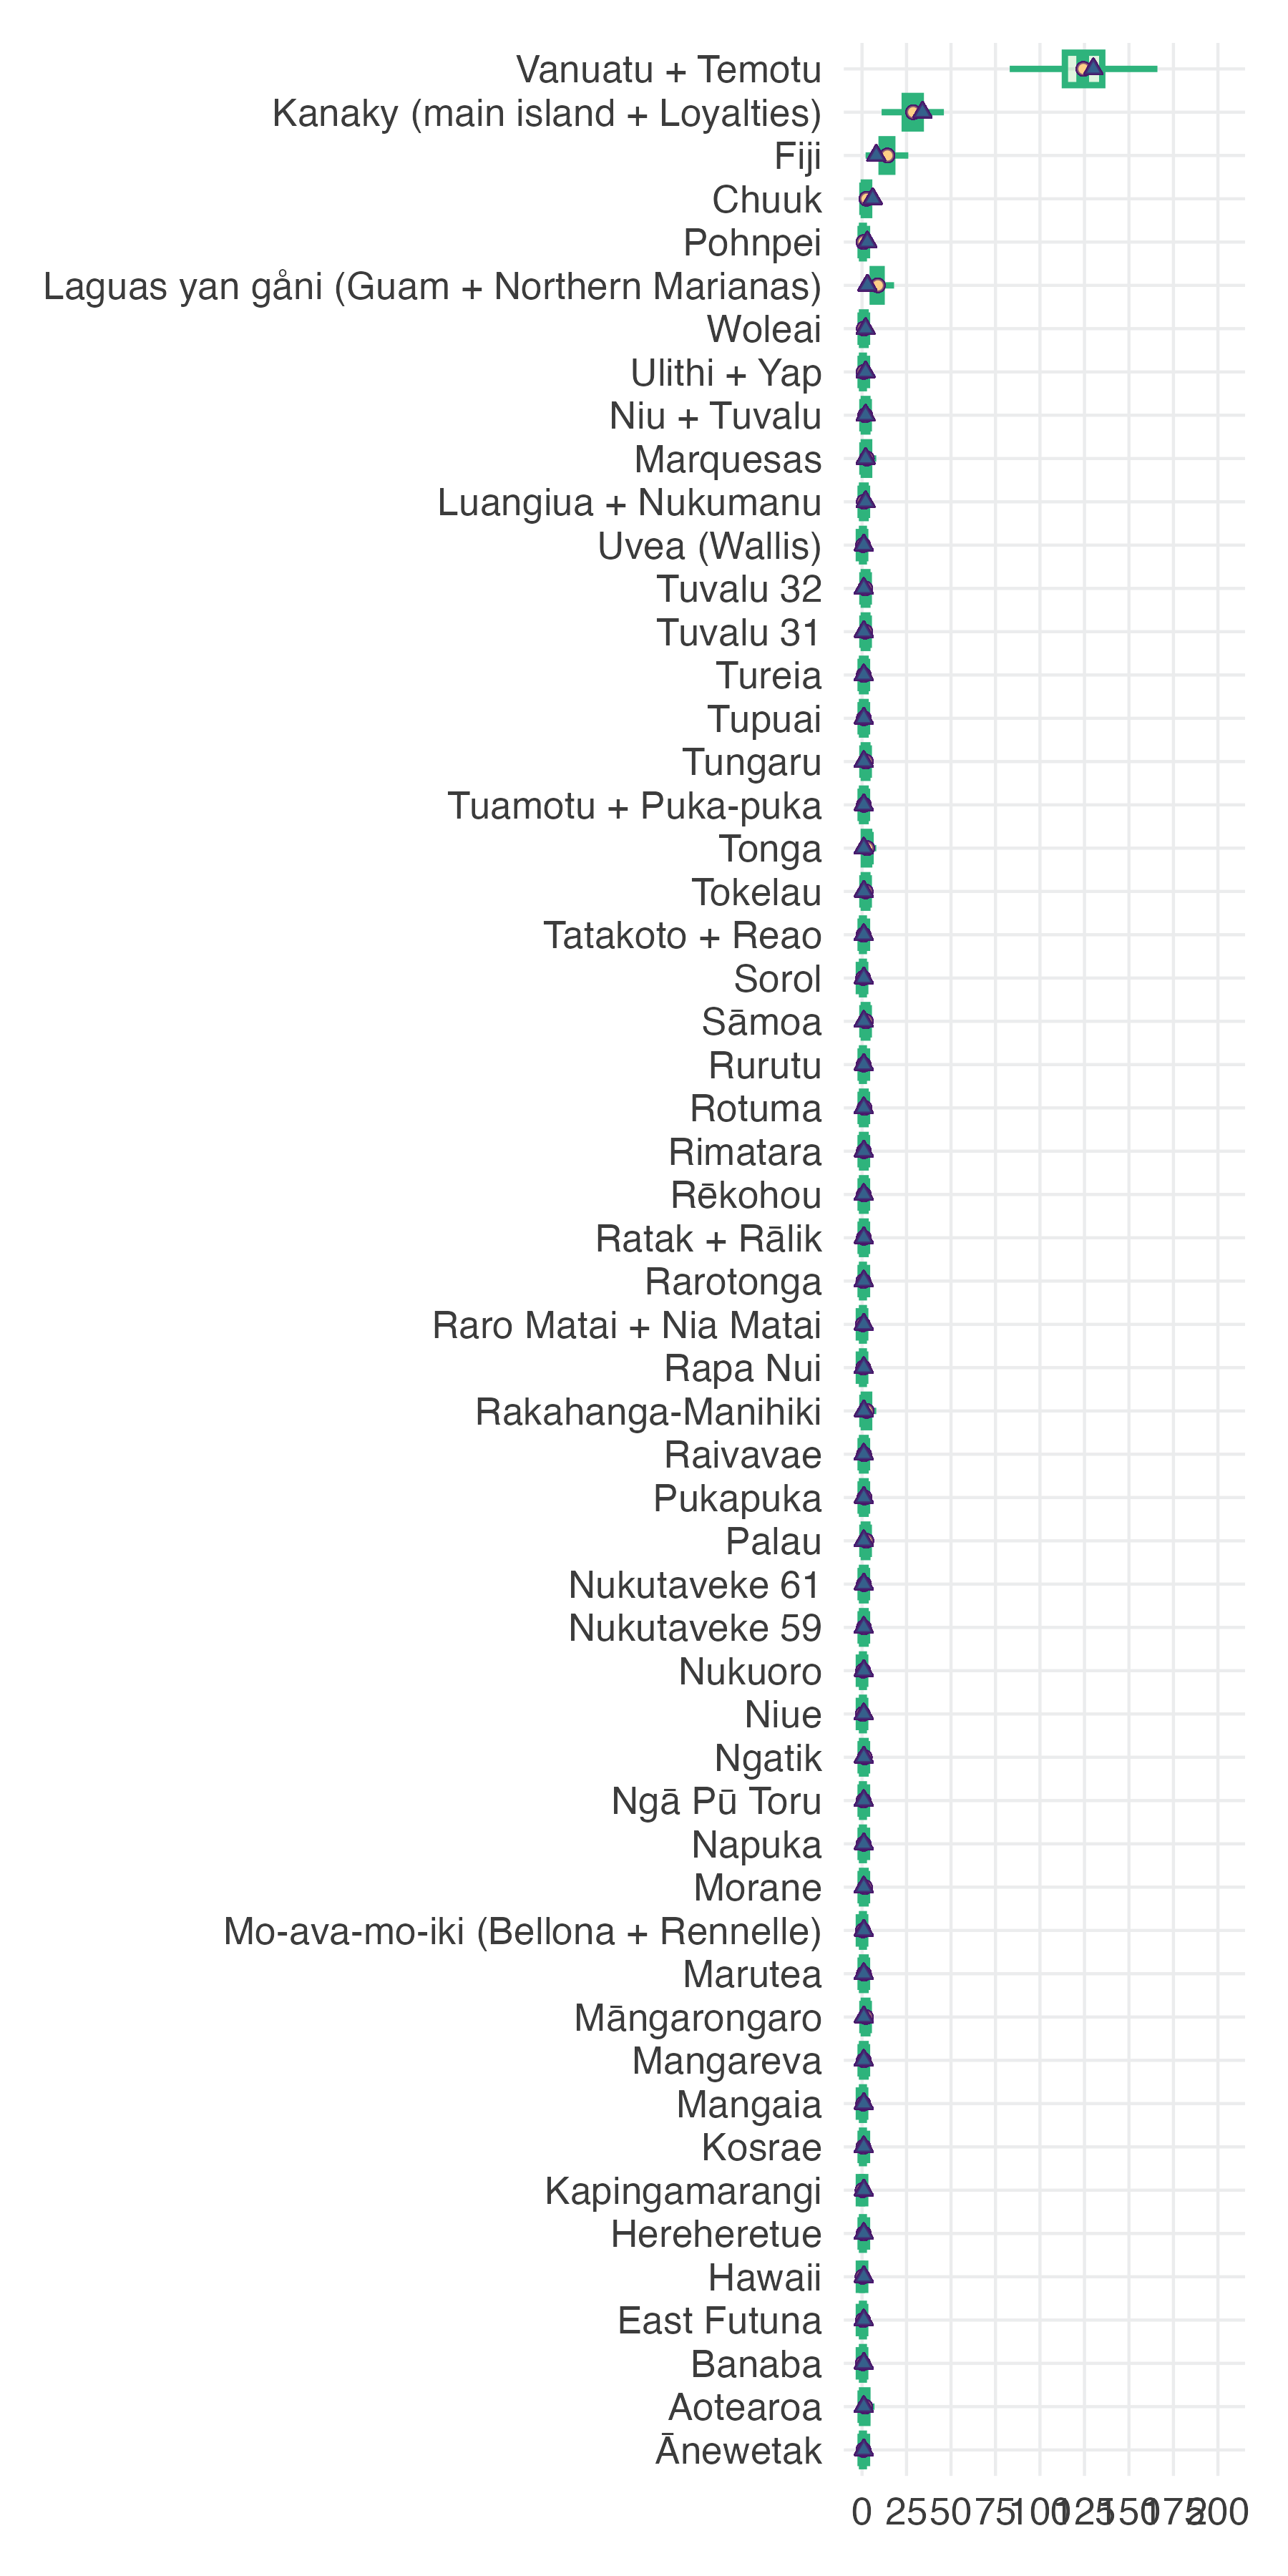 Vanuatu + Temotu
Kanaky (main island + Loyalties)
Fiji
Chuuk
Pohnpei
Laguas yan gåni (Guam + Northern Marianas)
Woleai
Ulithi + Yap
Niu + Tuvalu
Marquesas
Luangiua + Nukumanu
Uvea (Wallis)
Tuvalu 32
Tuvalu 31
Tureia
Tupuai
Tungaru
Tuamotu + Puka-puka
Tonga
Tokelau
Tatakoto + Reao
Sorol
Sāmoa
Rurutu
Rotuma
Rimatara
Rēkohou
Ratak + Rālik
Rarotonga
Raro Matai + Nia Matai
Rapa Nui
Rakahanga-Manihiki
Raivavae
Pukapuka
Palau
Nukutaveke 61
Nukutaveke 59
Nukuoro
Niue
Ngatik
Ngā Pū Toru
Napuka
Morane
Mo-ava-mo-iki (Bellona + Rennelle)
Marutea
Māngarongaro
Mangareva
Mangaia
Kosrae
Kapingamarangi
Hereheretue
Hawaii
East Futuna
Banaba
Aotearoa
Ānewetak
0 25 50 75 100 125 150 175 200